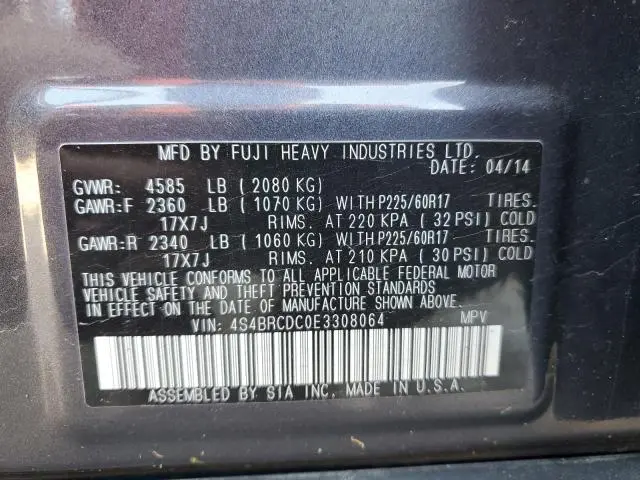 MFD BY FUJI HEAVY INDUSTRIES LTD.
DATE: 04/14
GVWR: 4585 LB ( 2080 KG)
GAWR:F 2360 LB ( 1070 KG) WITH P225/60R17 TIRES.
17X7J RIMS. AT 220 KPA ( 32 PSI) COLD
GAWR:R 2340 LB ( 1060 KG) WITH P225/60R17 TIRES.
17X7J RIMS. AT 210 KPA ( 30 PSI) COLD
THIS VEHICLE CONFORMS TO ALL APPLICABLE FEDERAL MOTOR
VEHICLE SAFETY AND THEFT PREVENTION STANDARDS
IN EFFECT ON THE DATE OF MANUFACTURE SHOWN ABOVE.
VIN: 4S4BRCDC0E3308064 MPV
ASSEMBLED BY SIA INC. MADE IN U.S.A.